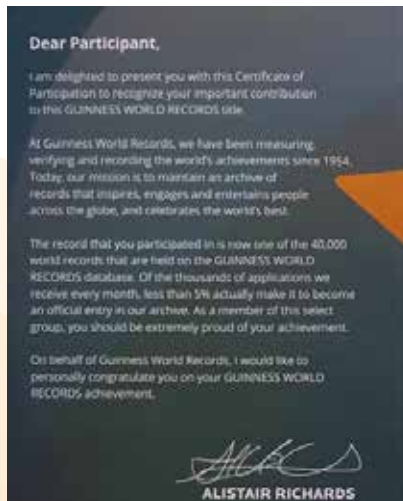 Dear Participant,
I am delighted to present you with this Certificate of
Participation to recognize your important contribution
to this GUINNESS WORLD RECORDS title.
At Guinness World Records, we have been measuring,
verifying and recording the world's achievements since 1954.
Today, our mission is to maintain an archive of
records that inspires, engages and entertains people
across the globe, and celebrates the world's best.
The record that you participated in is now one of the 40,000
world records that are held on the GUINNESS WORLD
RECORDS database. Of the thousands of applications we
receive every month, less than 5% actually make it to become
an official entry in our archive. As a member of this select
group, you should be extremely proud of your achievement.
On behalf of Guinness World Records, I would like to
personally congratulate you on your GUINNESS WORLD
RECORDS achievement.
ALISTAIR RICHARDS